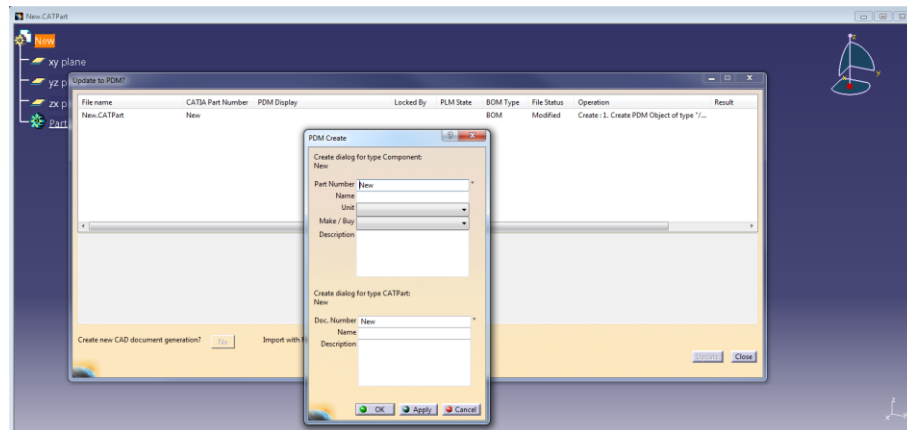 New.CATPart
New
xy plane
yz p
zx p
Part
Update to PDM?
File name CATIA Part Number PDM Display Locked By PLM State BOM Type File Status Operation Result
New.CATPart New BOM Modified Create : 1. Create PDM Object of type "/...
PDM Create
Create dialog for type Component:
New
Part Number New *
Name
Unit
Make / Buy
Description
Create dialog for type CATPart:
New
Doc. Number New *
Name
Description
Create new CAD document generation? No Import with
Update Close
OK Apply Cancel
z
y
z